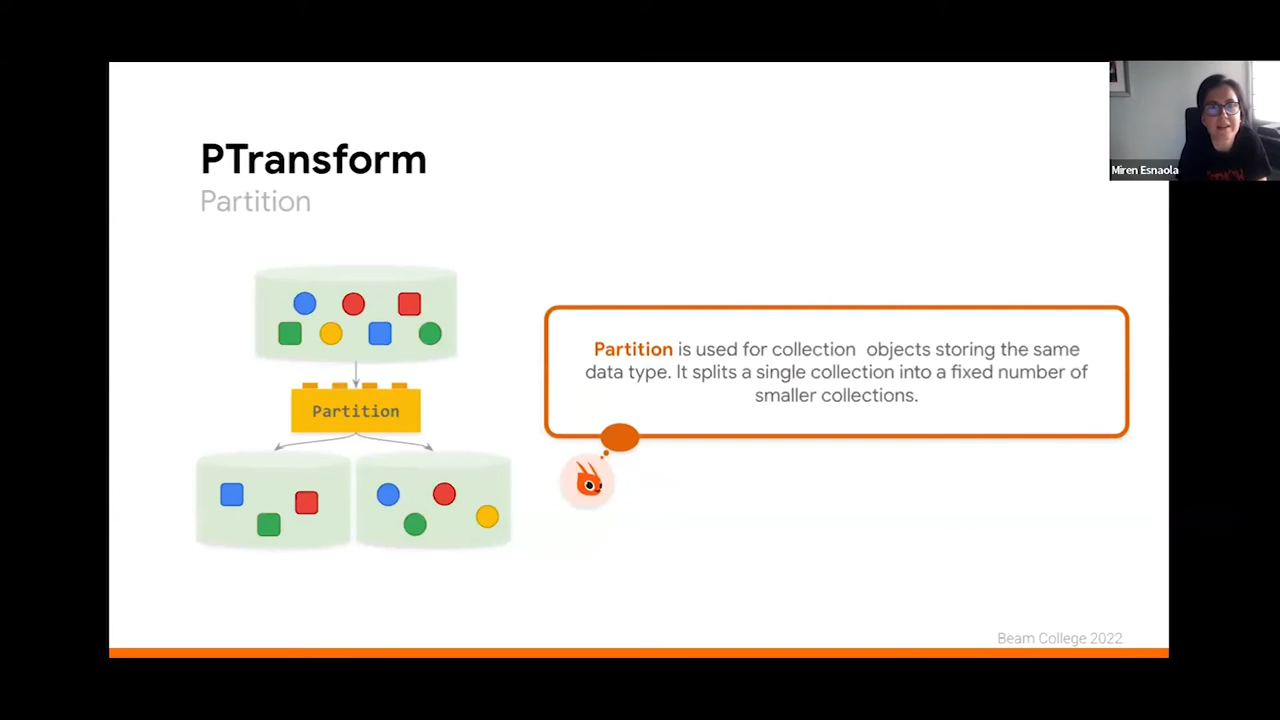 PTransform
Partition
Miren Esnaola
Partition
Partition is used for collection objects storing the same
data type. It splits a single collection into a fixed number of
smaller collections.
Beam College 2022